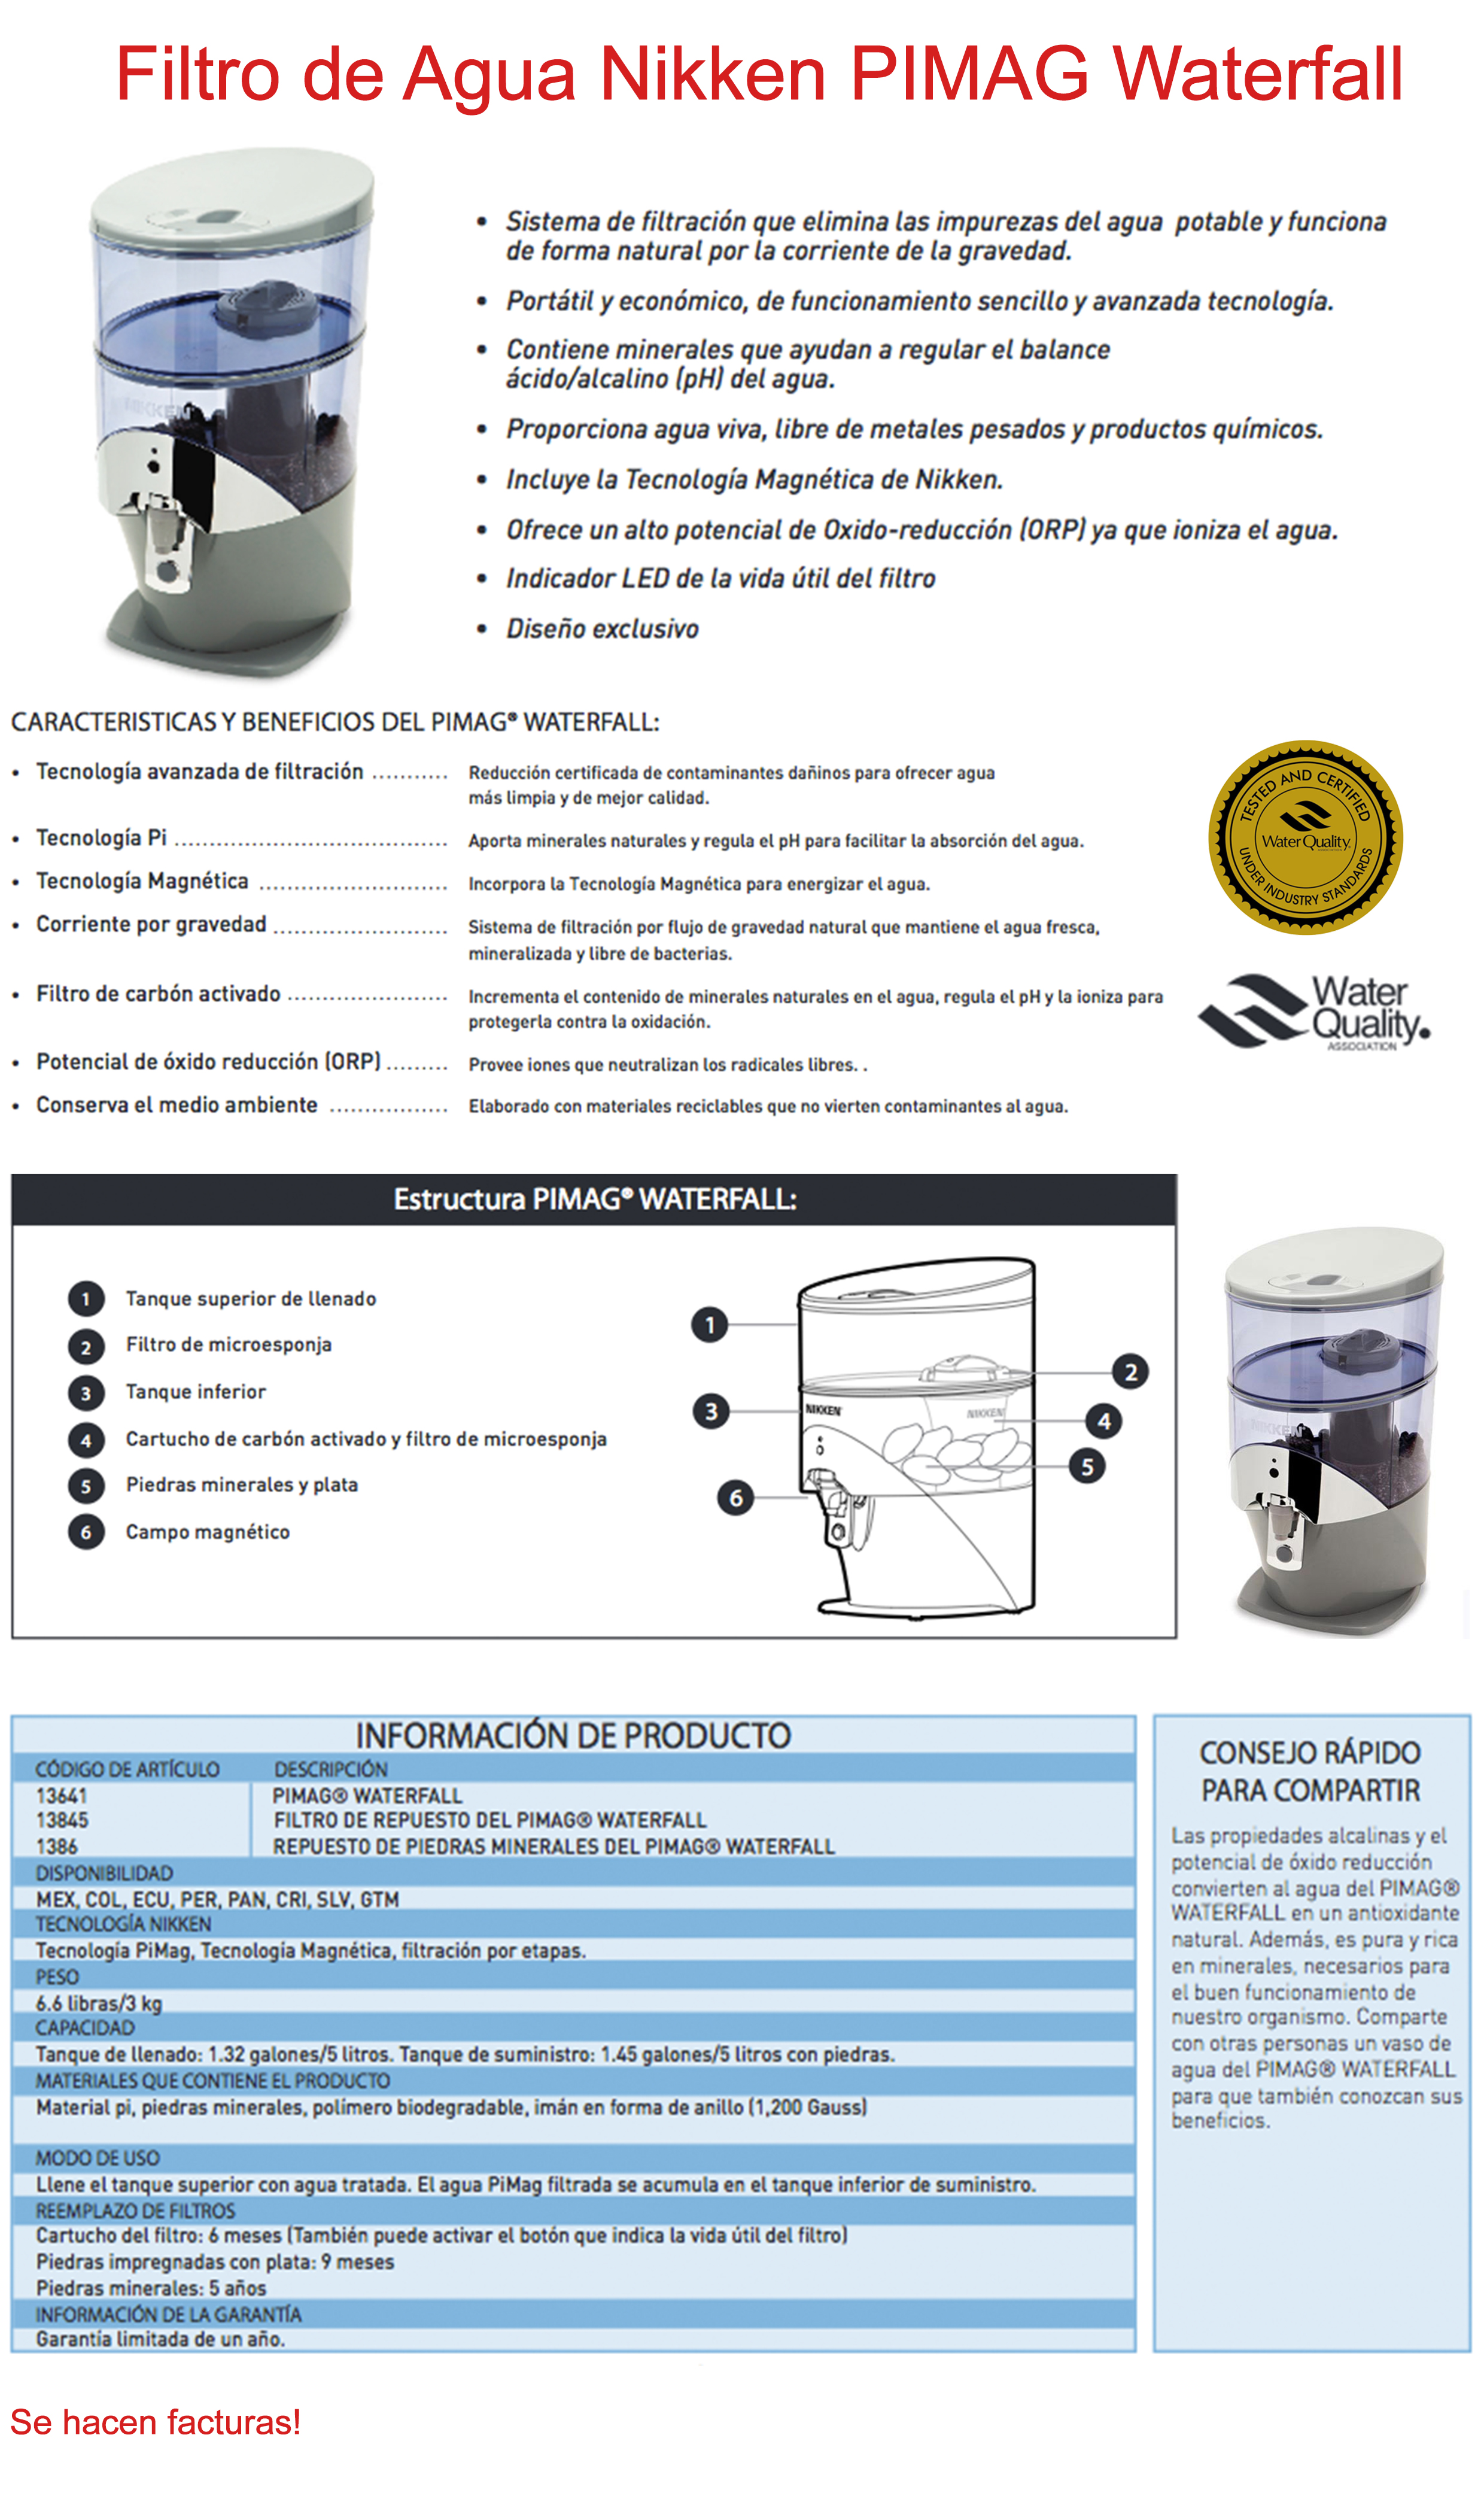 Filtro de Agua Nikken PIMAG Waterfall
• Sistema de filtración que elimina las impurezas del agua potable y funciona
de forma natural por la corriente de la gravedad.
• Portátil y económico, de funcionamiento sencillo y avanzada tecnología.
• Contiene minerales que ayudan a regular el balance
ácido/alcalino (pH) del agua.
• Proporciona agua viva, libre de metales pesados y productos químicos.
• Incluye la Tecnología Magnética de Nikken.
• Ofrece un alto potencial de Oxido-reducción (ORP) ya que ioniza el agua.
• Indicador LED de la vida útil del filtro
• Diseño exclusivo
NIKKEN
CARACTERISTICAS Y BENEFICIOS DEL PIMAG® WATERFALL:
• Tecnología avanzada de filtración ........... Reducción certificada de contaminantes dañinos para ofrecer agua
más limpia y de mejor calidad.
• Tecnología Pi ....................................... Aporta minerales naturales y regula el pH para facilitar la absorción del agua.
• Tecnología Magnética ........................... Incorpora la Tecnología Magnética para energizar el agua.
• Corriente por gravedad ......................... Sistema de filtración por flujo de gravedad natural que mantiene el agua fresca,
mineralizada y libre de bacterias.
• Filtro de carbón activado ....................... Incrementa el contenido de minerales naturales en el agua, regula el pH y la ioniza para
protegerla contra la oxidación.
• Potencial de óxido reducción (ORP) ......... Provee iones que neutralizan los radicales libres. .
• Conserva el medio ambiente ................. Elaborado con materiales reciclables que no vierten contaminantes al agua.
TESTED AND CERTIFIED
Water Quality
UNDER INDUSTRY STANDARDS
Water
Quality.
ASSOCIATION
Estructura PIMAG® WATERFALL:
1 Tanque superior de llenado
2 Filtro de microesponja
3 Tanque inferior
4 Cartucho de carbón activado y filtro de microesponja
5 Piedras minerales y plata
6 Campo magnético
1
2
3
NIKKEN
NIKKEN
4
5
6
NIKKEN
INFORMACIÓN DE PRODUCTO
CÓDIGO DE ARTÍCULO DESCRIPCIÓN
13641 PIMAG® WATERFALL
13845 FILTRO DE REPUESTO DEL PIMAG® WATERFALL
1386 REPUESTO DE PIEDRAS MINERALES DEL PIMAG® WATERFALL
DISPONIBILIDAD
MEX, COL, ECU, PER, PAN, CRI, SLV, GTM
TECNOLOGÍA NIKKEN
Tecnología PiMag, Tecnología Magnética, filtración por etapas.
PESO
6.6 libras/3 kg
CAPACIDAD
Tanque de llenado: 1.32 galones/5 litros. Tanque de suministro: 1.45 galones/5 litros con piedras.
MATERIALES QUE CONTIENE EL PRODUCTO
Material pi, piedras minerales, polímero biodegradable, imán en forma de anillo (1,200 Gauss)
MODO DE USO
Llene el tanque superior con agua tratada. El agua PiMag filtrada se acumula en el tanque inferior de suministro.
REEMPLAZO DE FILTROS
Cartucho del filtro: 6 meses (También puede activar el botón que indica la vida útil del filtro)
Piedras impregnadas con plata: 9 meses
Piedras minerales: 5 años
INFORMACIÓN DE LA GARANTÍA
Garantía limitada de un año.
CONSEJO RÁPIDO
PARA COMPARTIR
Las propiedades alcalinas y el
potencial de óxido reducción
convierten al agua del PIMAG®
WATERFALL en un antioxidante
natural. Además, es pura y rica
en minerales, necesarios para
el buen funcionamiento de
nuestro organismo. Comparte
con otras personas un vaso de
agua del PIMAG® WATERFALL
para que también conozcan sus
beneficios.
Se hacen facturas!